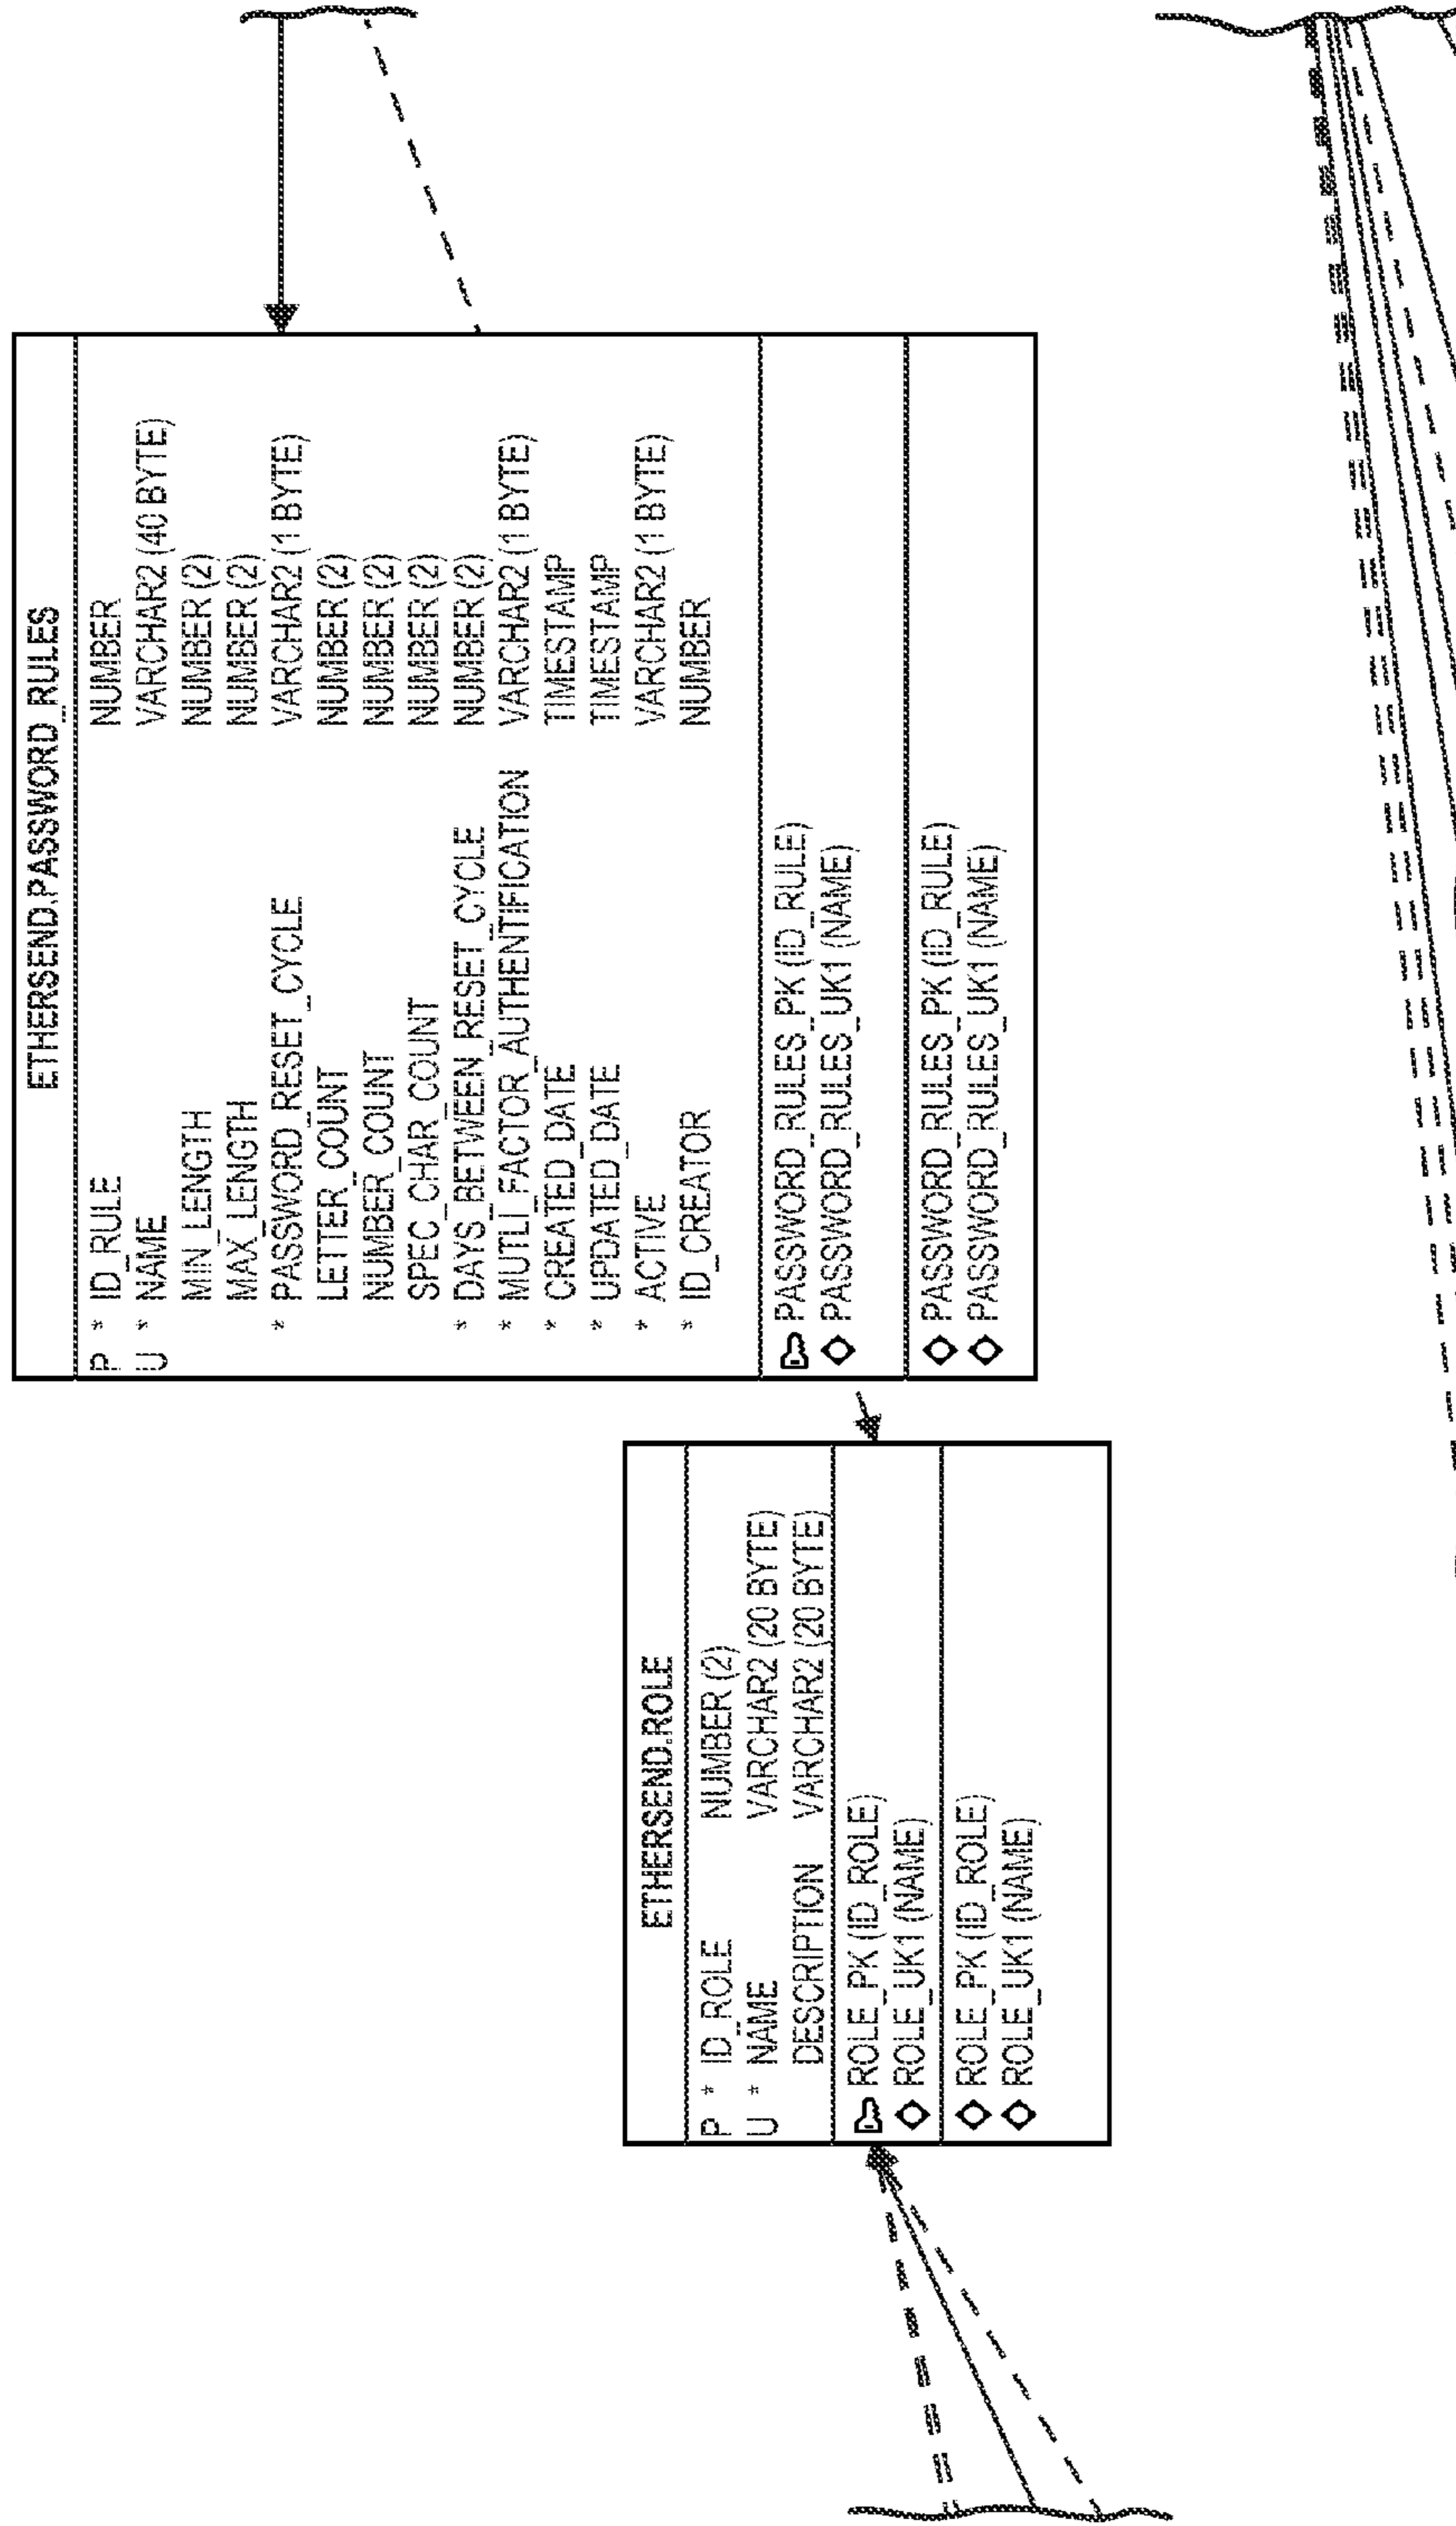 ETHERSEND.PASSWORD_RULES
P * ID_RULE NUMBER
U * NAME VARCHAR2 (40 BYTE)
MIN_LENGTH NUMBER (2)
MAX_LENGTH NUMBER (2)
* PASSWORD_RESET_CYCLE VARCHAR2 (1 BYTE)
LETTER_COUNT NUMBER (2)
NUMBER_COUNT NUMBER (2)
SPEC_CHAR_COUNT NUMBER (2)
* DAYS_BETWEEN_RESET_CYCLE NUMBER (2)
* MUTLI_FACTOR_AUTHENTIFICATION VARCHAR2 (1 BYTE)
* CREATED_DATE TIMESTAMP
* UPDATED_DATE TIMESTAMP
* ACTIVE VARCHAR2 (1 BYTE)
* ID_CREATOR NUMBER
PASSWORD_RULES_PK (ID_RULE)
PASSWORD_RULES_UK1 (NAME)
PASSWORD_RULES_PK (ID_RULE)
PASSWORD_RULES_UK1 (NAME)
ETHERSEND.ROLE
P * ID_ROLE NUMBER (2)
U * NAME VARCHAR2 (20 BYTE)
DESCRIPTION VARCHAR2 (20 BYTE)
ROLE_PK (ID_ROLE)
ROLE_UK1 (NAME)
ROLE_PK (ID_ROLE)
ROLE_UK1 (NAME)